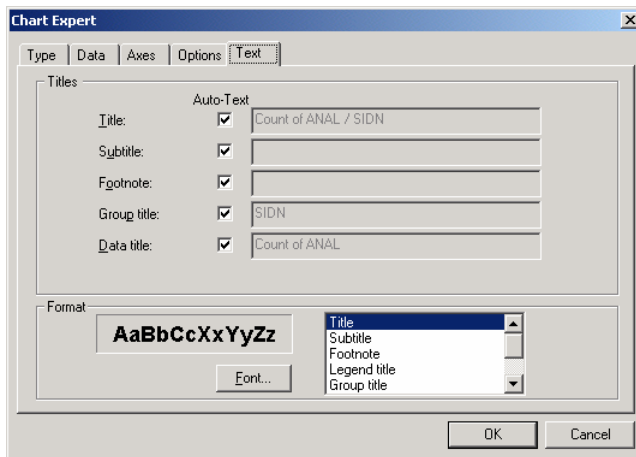 Chart Expert
Type Data Axes Options Text
Titles
Auto-Text
Title: Count of ANAL / SIDN
Subtitle:
Footnote:
Group title: SIDN
Data title: Count of ANAL
Format
AaBbCcXxYyZz
Font...
Title
Subtitle
Footnote
Legend title
Group title
OK Cancel